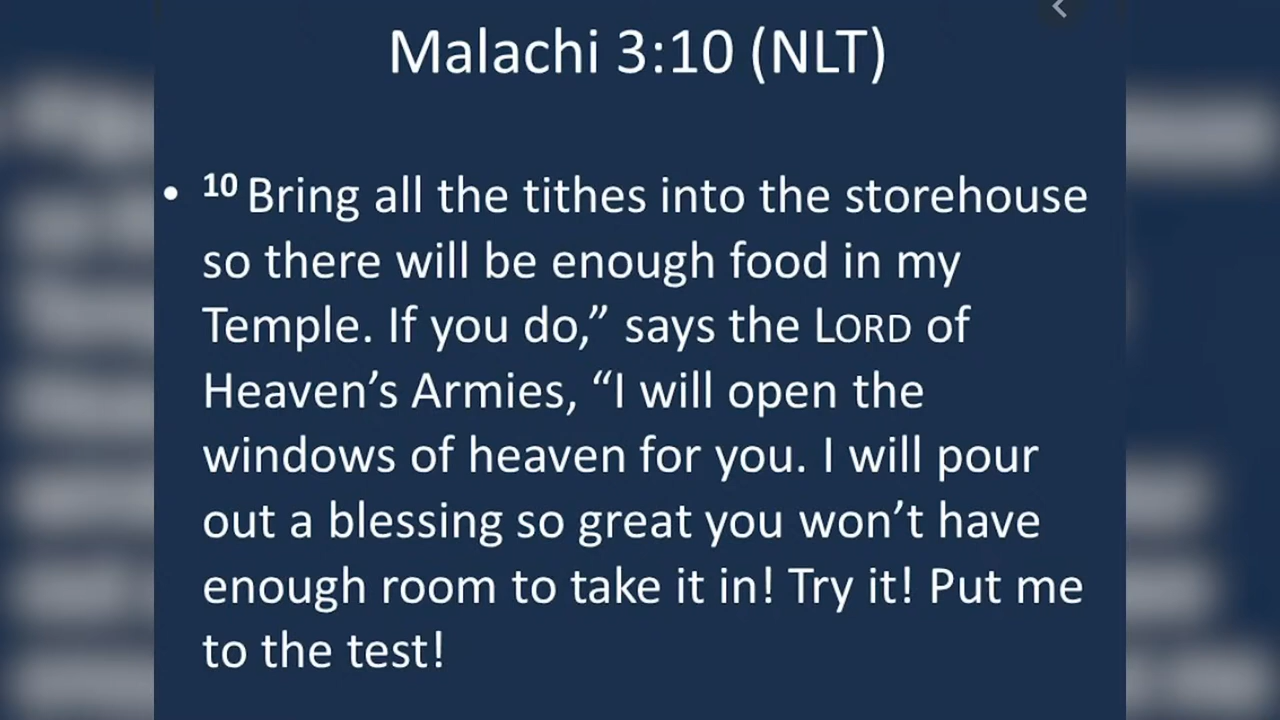 Malachi 3:10 (NLT)
• 10 Bring all the tithes into the storehouse
so there will be enough food in my
Temple. If you do,” says the LORD of
Heaven’s Armies, “I will open the
windows of heaven for you. I will pour
out a blessing so great you won’t have
enough room to take it in! Try it! Put me
to the test!